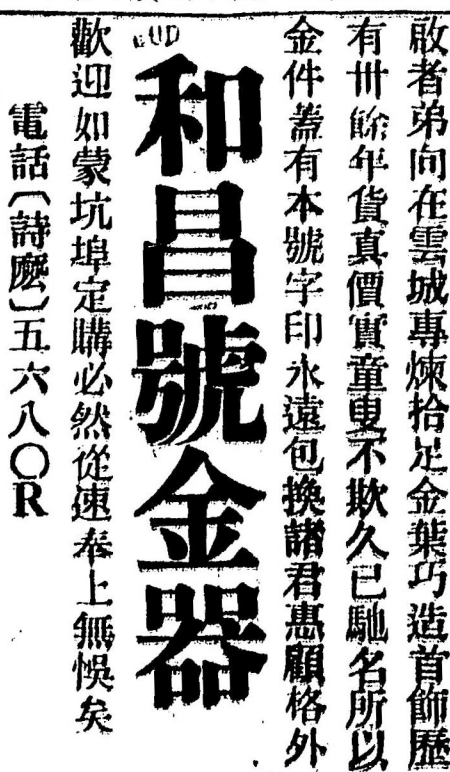 啟者弟向在雲城專煉拾足金葉巧造首飾歷
有卅餘年貨真價實童叟不欺久已馳名所以
金件蓋有本號字印永遠包換諸君惠顧格外
和昌號金器
歡迎如蒙坑埠定購必然從速奉上無悞矣
電話〔詩麽〕五六八〇R